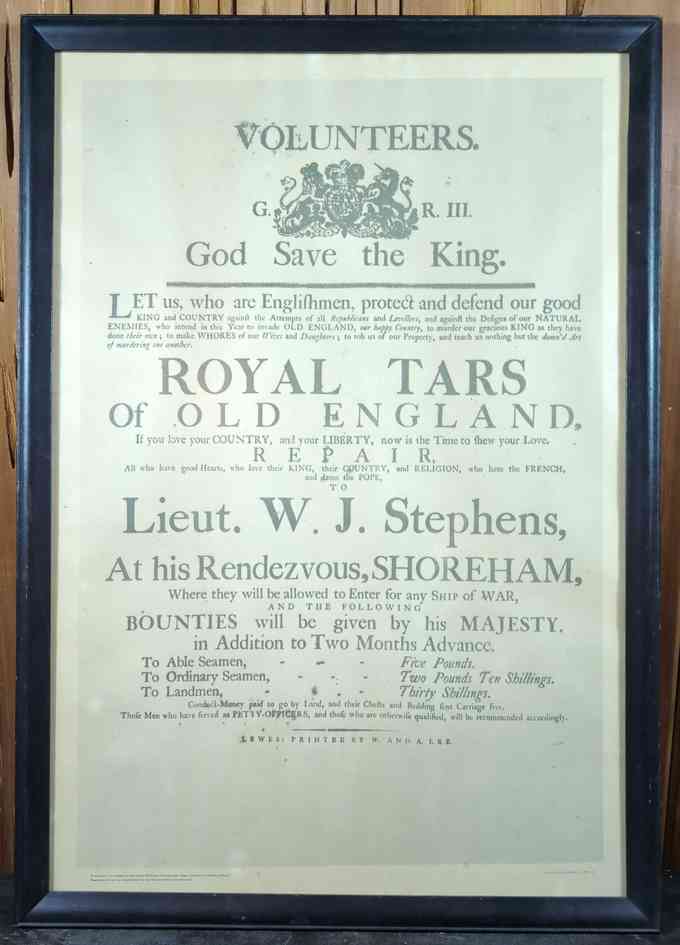 VOLUNTEERS.
G. R. III.
God Save the King.
LET us, who are Engliſhmen, protect and defend our good
KING and COUNTRY againſt the Attempts of all Republicans and Levellers, and againſt the Deſigns of our NATURAL
ENEMIES, who intend in this Year to invade OLD ENGLAND, our happy Country, to murder our gracious KING as they have
done their own; to make WHORES of our Wives and Daughters; to rob us of our Property, and teach us nothing but the damn'd Art
of murdering one another.
ROYAL TARS
Of OLD ENGLAND,
If you love your COUNTRY, and your LIBERTY, now is the Time to ſhew your Love.
REPAIR,
All who have good Hearts, who love their KING, their COUNTRY, and RELIGION, who hate the FRENCH,
and damn the POPE,
TO
Lieut. W. J. Stephens,
At his Rendezvous, SHOREHAM,
Where they will be allowed to Enter for any SHIP of WAR,
AND THE FOLLOWING
BOUNTIES will be given by his MAJESTY,
in Addition to Two Months Advance.
To Able Seamen, - - - Five Pounds.
To Ordinary Seamen, - - - Two Pounds Ten Shillings.
To Landmen, - - - Thirty Shillings.
Conduct-Money paid to go by Land, and their Cheſts and Bedding ſent Carriage free.
Thoſe Men who have ſerved as PETTY-OFFICERS, and thoſe who are otherwiſe qualified, will be recommended accordingly.
LEWES: PRINTED BY W. AND A. LEE.